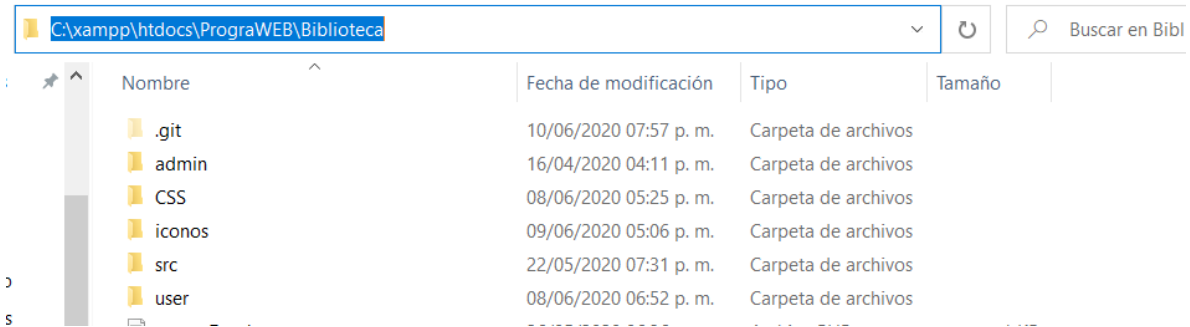 C:\xampp\htdocs\PrograWEB\Biblioteca Buscar en Bibl
Nombre Fecha de modificación Tipo Tamaño
.git 10/06/2020 07:57 p. m. Carpeta de archivos
admin 16/04/2020 04:11 p. m. Carpeta de archivos
CSS 08/06/2020 05:25 p. m. Carpeta de archivos
iconos 09/06/2020 05:06 p. m. Carpeta de archivos
src 22/05/2020 07:31 p. m. Carpeta de archivos
user 08/06/2020 06:52 p. m. Carpeta de archivos